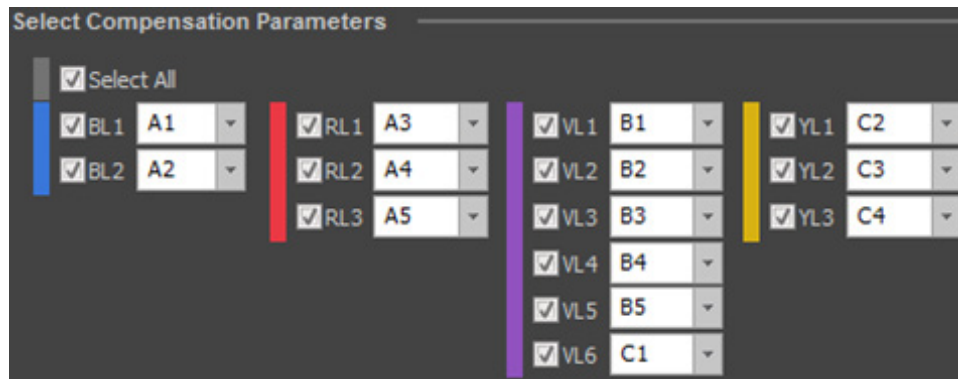 Select Compensation Parameters
Select All
BL1 A1 RL1 A3 VL1 B1 YL1 C2
BL2 A2 RL2 A4 VL2 B2 YL2 C3
RL3 A5 VL3 B3 YL3 C4
VL4 B4
VL5 B5
VL6 C1